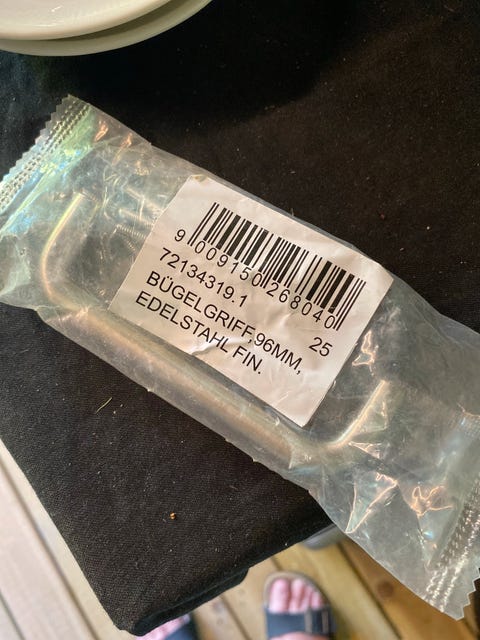 9 009150 268040
72134319.1 25
BÜGELGRIFF,96MM,
EDELSTAHL FIN.